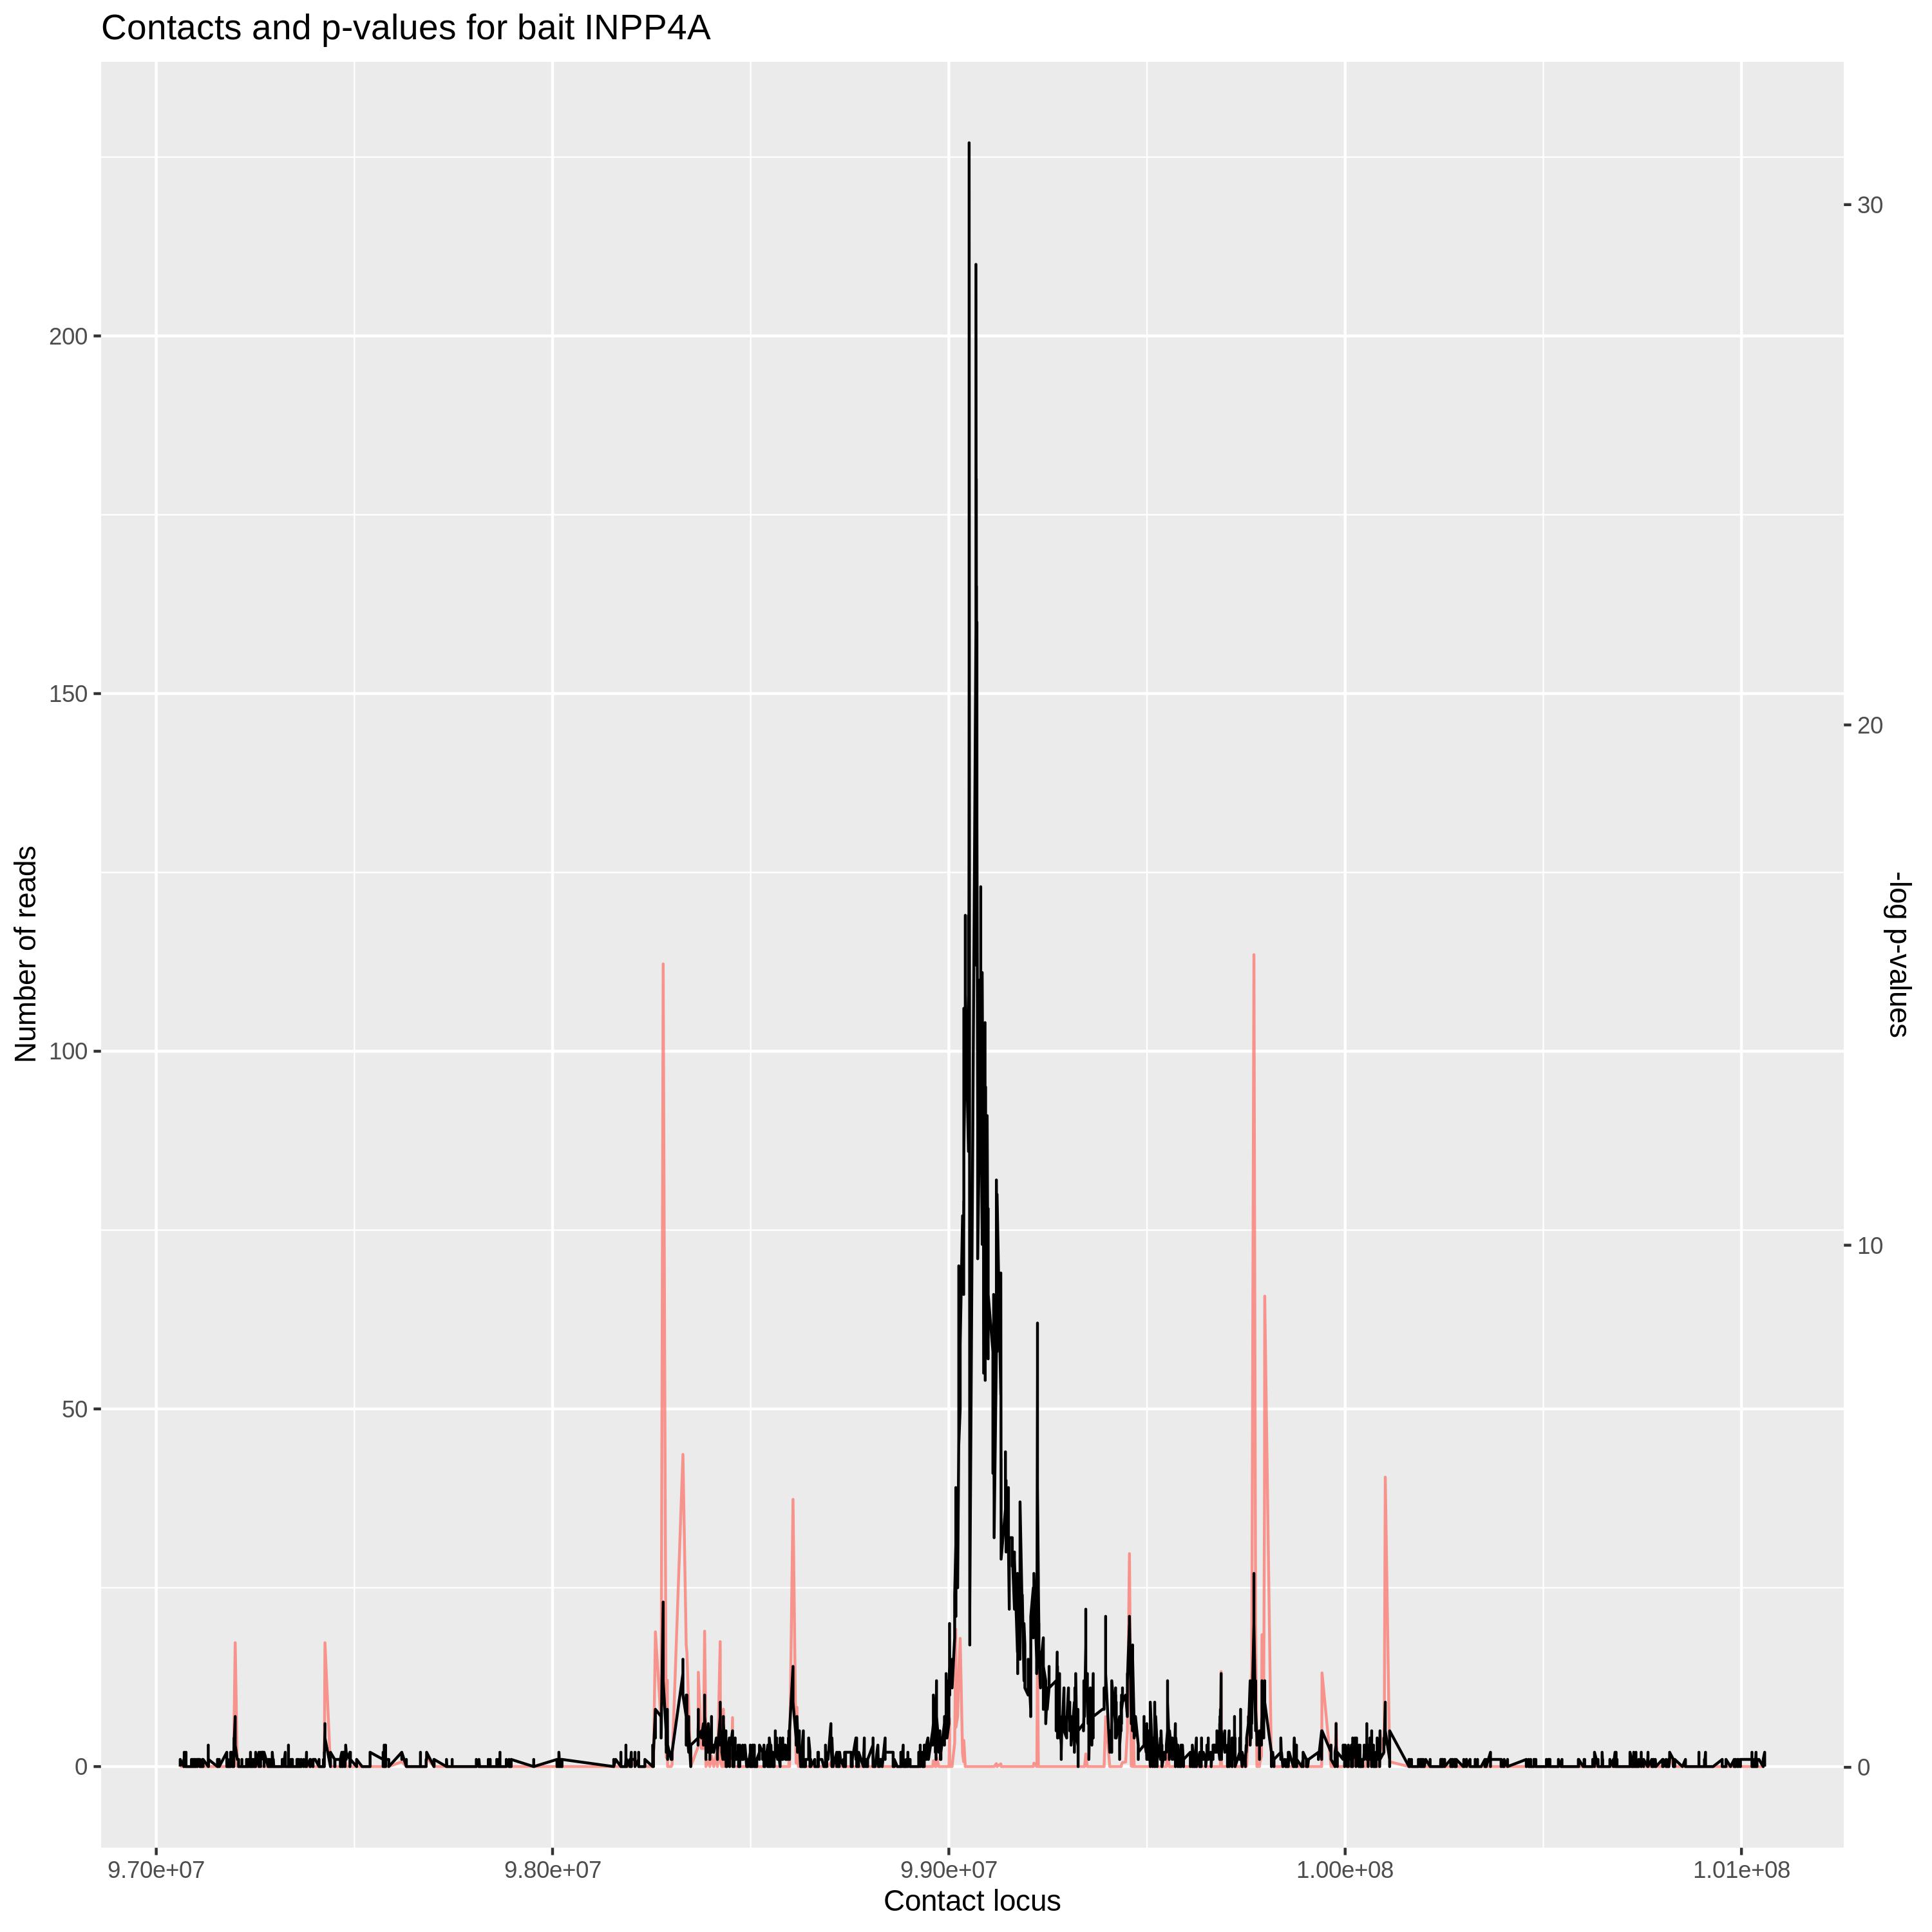 Contacts and p-values for bait INPP4A
Number of reads
200
150
100
50
0
30
20
10
0
-log p-values
9.70e+07 9.80e+07 9.90e+07 1.00e+08 1.01e+08
Contact locus